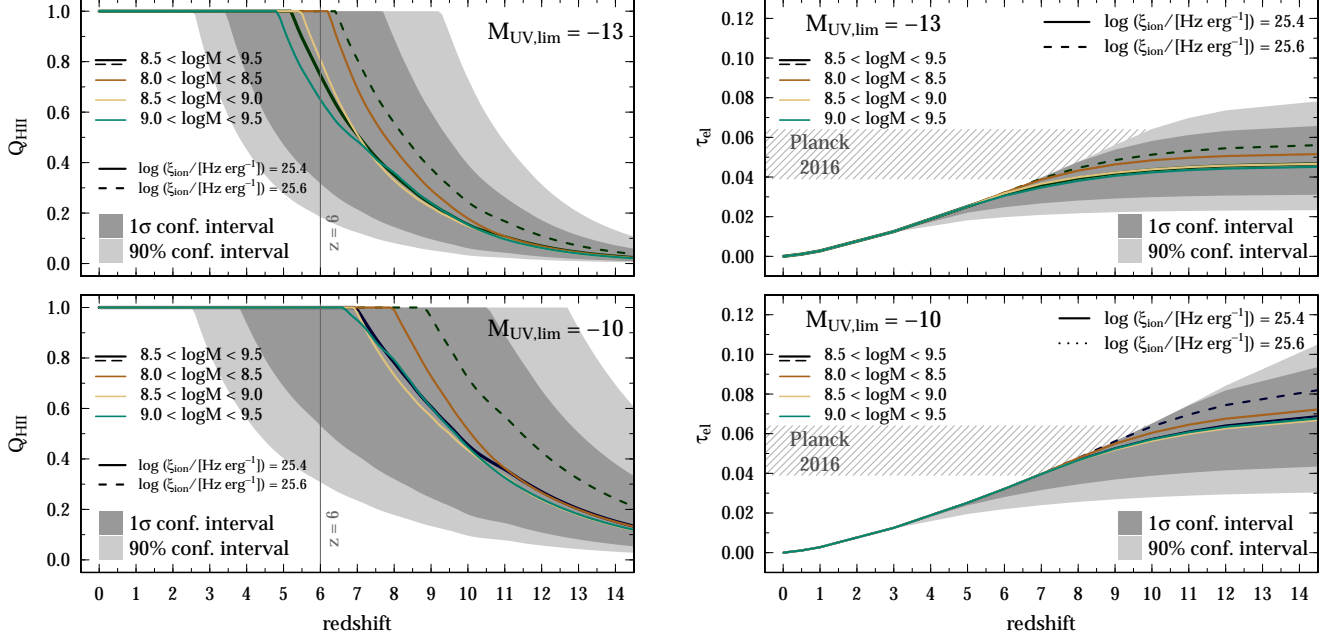 M_UV,lim = −13
8.5 < logM < 9.5
8.0 < logM < 8.5
8.5 < logM < 9.0
9.0 < logM < 9.5
log (ξ_ion/[Hz erg⁻¹]) = 25.4
log (ξ_ion/[Hz erg⁻¹]) = 25.6
1σ conf. interval
90% conf. interval
z = 6
Q_HII
1.0
0.8
0.6
0.4
0.2
0.0
M_UV,lim = −13
log (ξ_ion/[Hz erg⁻¹]) = 25.4
log (ξ_ion/[Hz erg⁻¹]) = 25.6
8.5 < logM < 9.5
8.0 < logM < 8.5
8.5 < logM < 9.0
9.0 < logM < 9.5
Planck
2016
1σ conf. interval
90% conf. interval
τ_el
0.12
0.10
0.08
0.06
0.04
0.02
0.00
M_UV,lim = −10
8.5 < logM < 9.5
8.0 < logM < 8.5
8.5 < logM < 9.0
9.0 < logM < 9.5
log (ξ_ion/[Hz erg⁻¹]) = 25.4
log (ξ_ion/[Hz erg⁻¹]) = 25.6
1σ conf. interval
90% conf. interval
z = 6
Q_HII
1.0
0.8
0.6
0.4
0.2
0.0
0 1 2 3 4 5 6 7 8 9 10 11 12 13 14
redshift
M_UV,lim = −10
log (ξ_ion/[Hz erg⁻¹]) = 25.4
log (ξ_ion/[Hz erg⁻¹]) = 25.6
8.5 < logM < 9.5
8.0 < logM < 8.5
8.5 < logM < 9.0
9.0 < logM < 9.5
Planck
2016
1σ conf. interval
90% conf. interval
τ_el
0.12
0.10
0.08
0.06
0.04
0.02
0.00
0 1 2 3 4 5 6 7 8 9 10 11 12 13 14
redshift